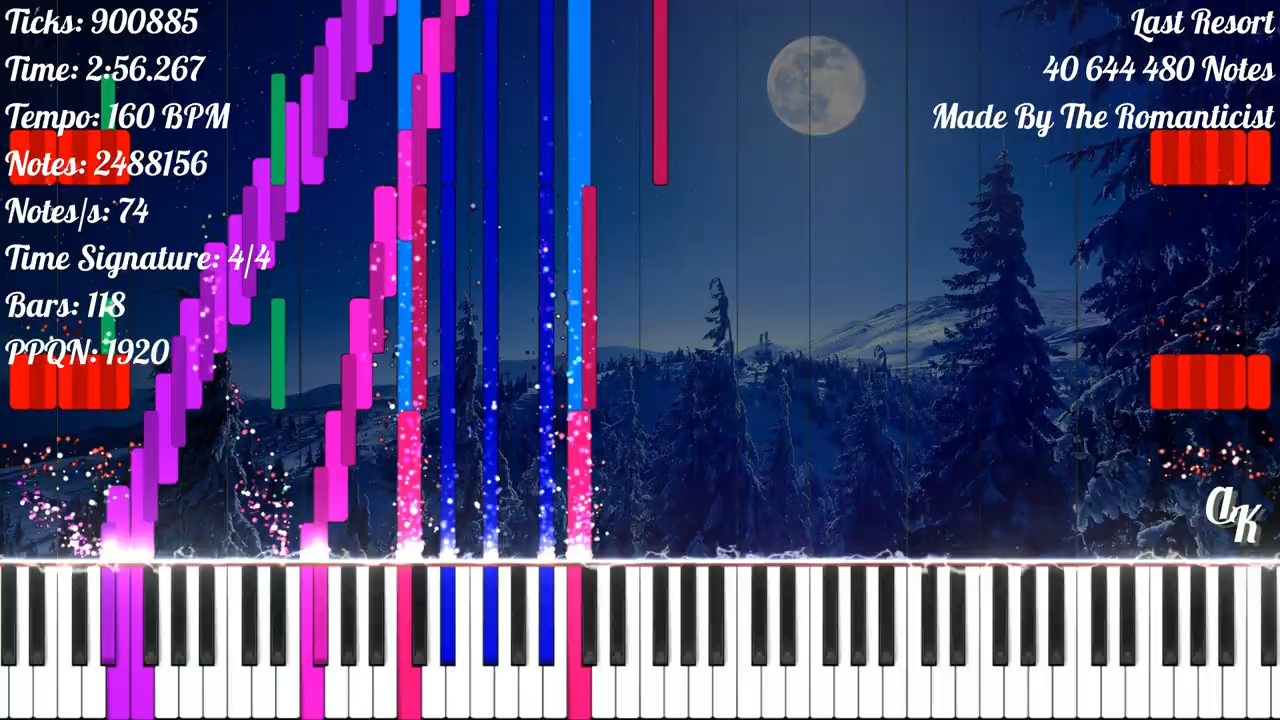 Ticks: 900885
Time: 2:56.267
Tempo: 160 BPM
Notes: 2488156
Notes/s: 74
Time Signature: 4/4
Bars: 118
PPQN: 1920
Last Resort
40 644 480 Notes
Made By The Romanticist
aK